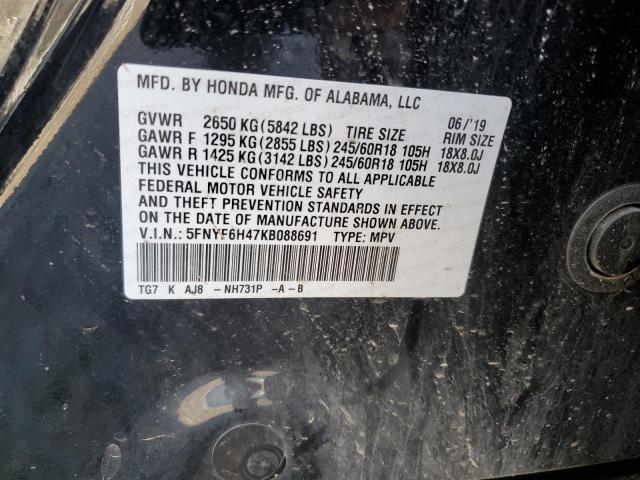 MFD. BY HONDA MFG. OF ALABAMA, LLC
06/'19
GVWR 2650 KG (5842 LBS) TIRE SIZE RIM SIZE
GAWR F 1295 KG (2855 LBS) 245/60R18 105H 18X8.0J
GAWR R 1425 KG (3142 LBS) 245/60R18 105H 18X8.0J
THIS VEHICLE CONFORMS TO ALL APPLICABLE
FEDERAL MOTOR VEHICLE SAFETY
AND THEFT PREVENTION STANDARDS IN EFFECT
ON THE DATE OF MANUFACTURE SHOWN ABOVE.
V.I.N.: 5FNYF6H47KB088691 TYPE: MPV
TG7 K AJ8 -NH731P -A-B